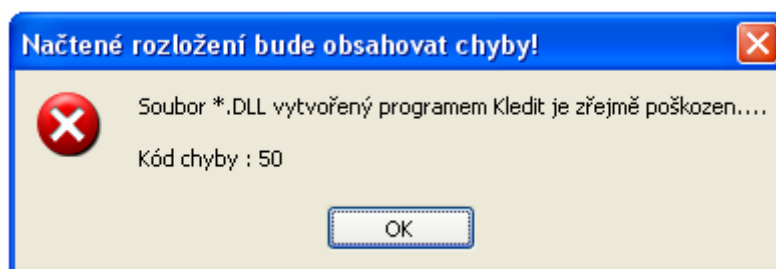 Načtené rozložení bude obsahovat chyby!
Soubor *.DLL vytvořený programem Kledit je zřejmě poškozen....
Kód chyby : 50
OK